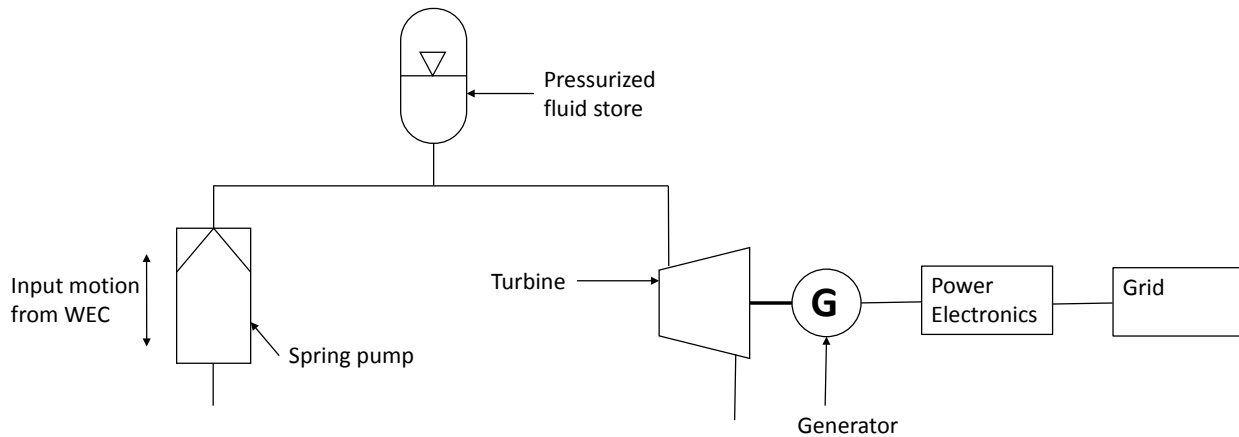 Pressurized
fluid store
Input motion
from WEC
Spring pump
Turbine
G
Generator
Power
Electronics
Grid